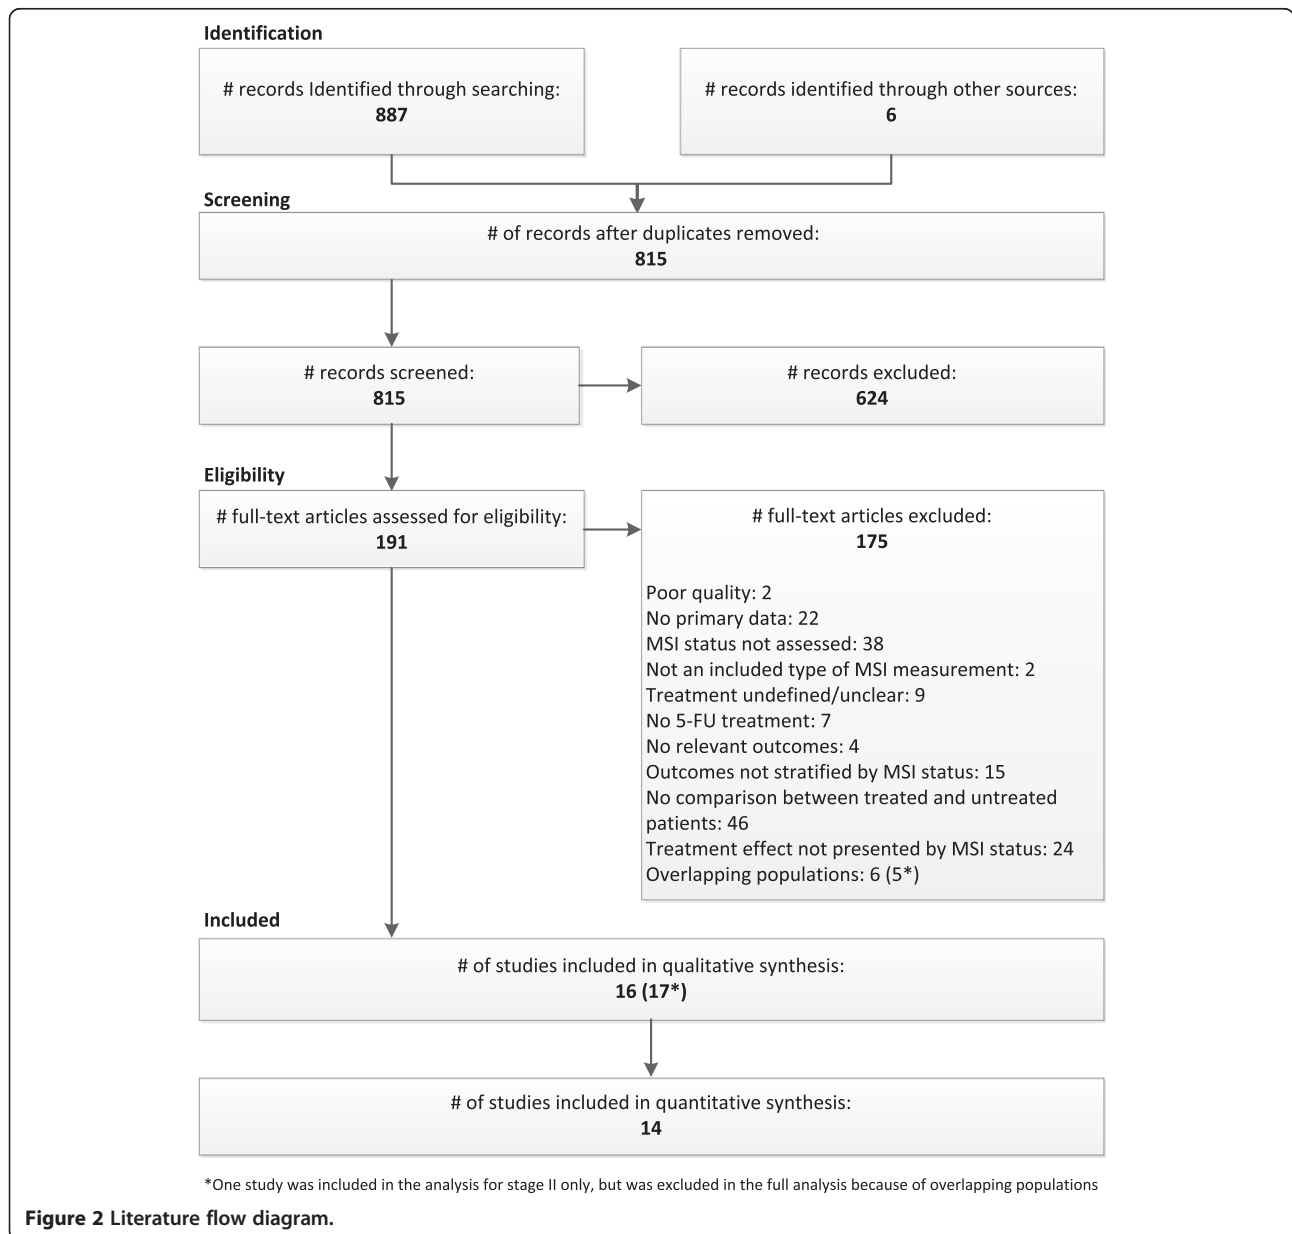 Identification
# records Identified through searching:
887
# records identified through other sources:
6
Screening
# of records after duplicates removed:
815
# records screened:
815
# records excluded:
624
Eligibility
# full-text articles assessed for eligibility:
191
# full-text articles excluded:
175
Poor quality: 2
No primary data: 22
MSI status not assessed: 38
Not an included type of MSI measurement: 2
Treatment undefined/unclear: 9
No 5-FU treatment: 7
No relevant outcomes: 4
Outcomes not stratified by MSI status: 15
No comparison between treated and untreated
patients: 46
Treatment effect not presented by MSI status: 24
Overlapping populations: 6 (5*)
Included
# of studies included in qualitative synthesis:
16 (17*)
# of studies included in quantitative synthesis:
14
*One study was included in the analysis for stage II only, but was excluded in the full analysis because of overlapping populations
Figure 2 Literature flow diagram.